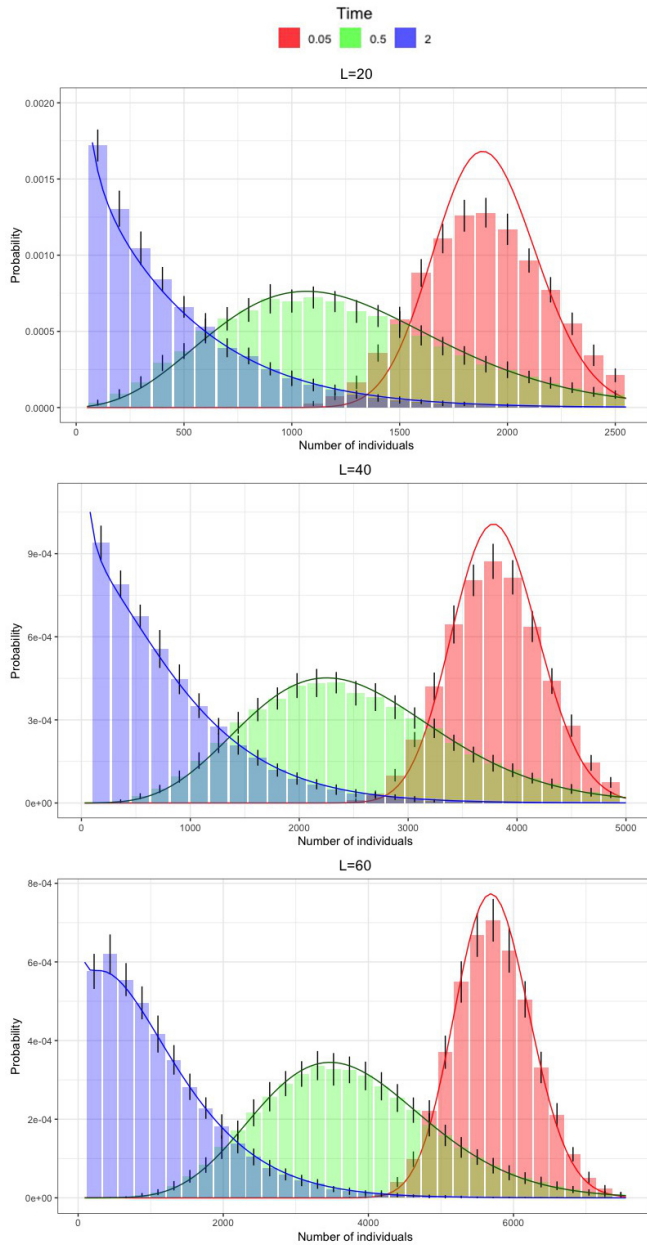 Time
0.05 0.5 2
L=20
0.0020
0.0015
0.0010
0.0005
0.0000
Probability
0 500 1000 1500 2000 2500
Number of individuals
L=40
9e-04
6e-04
3e-04
0e+00
Probability
0 1000 2000 3000 4000 5000
Number of individuals
L=60
8e-04
6e-04
4e-04
2e-04
0e+00
Probability
0 2000 4000 6000
Number of individuals